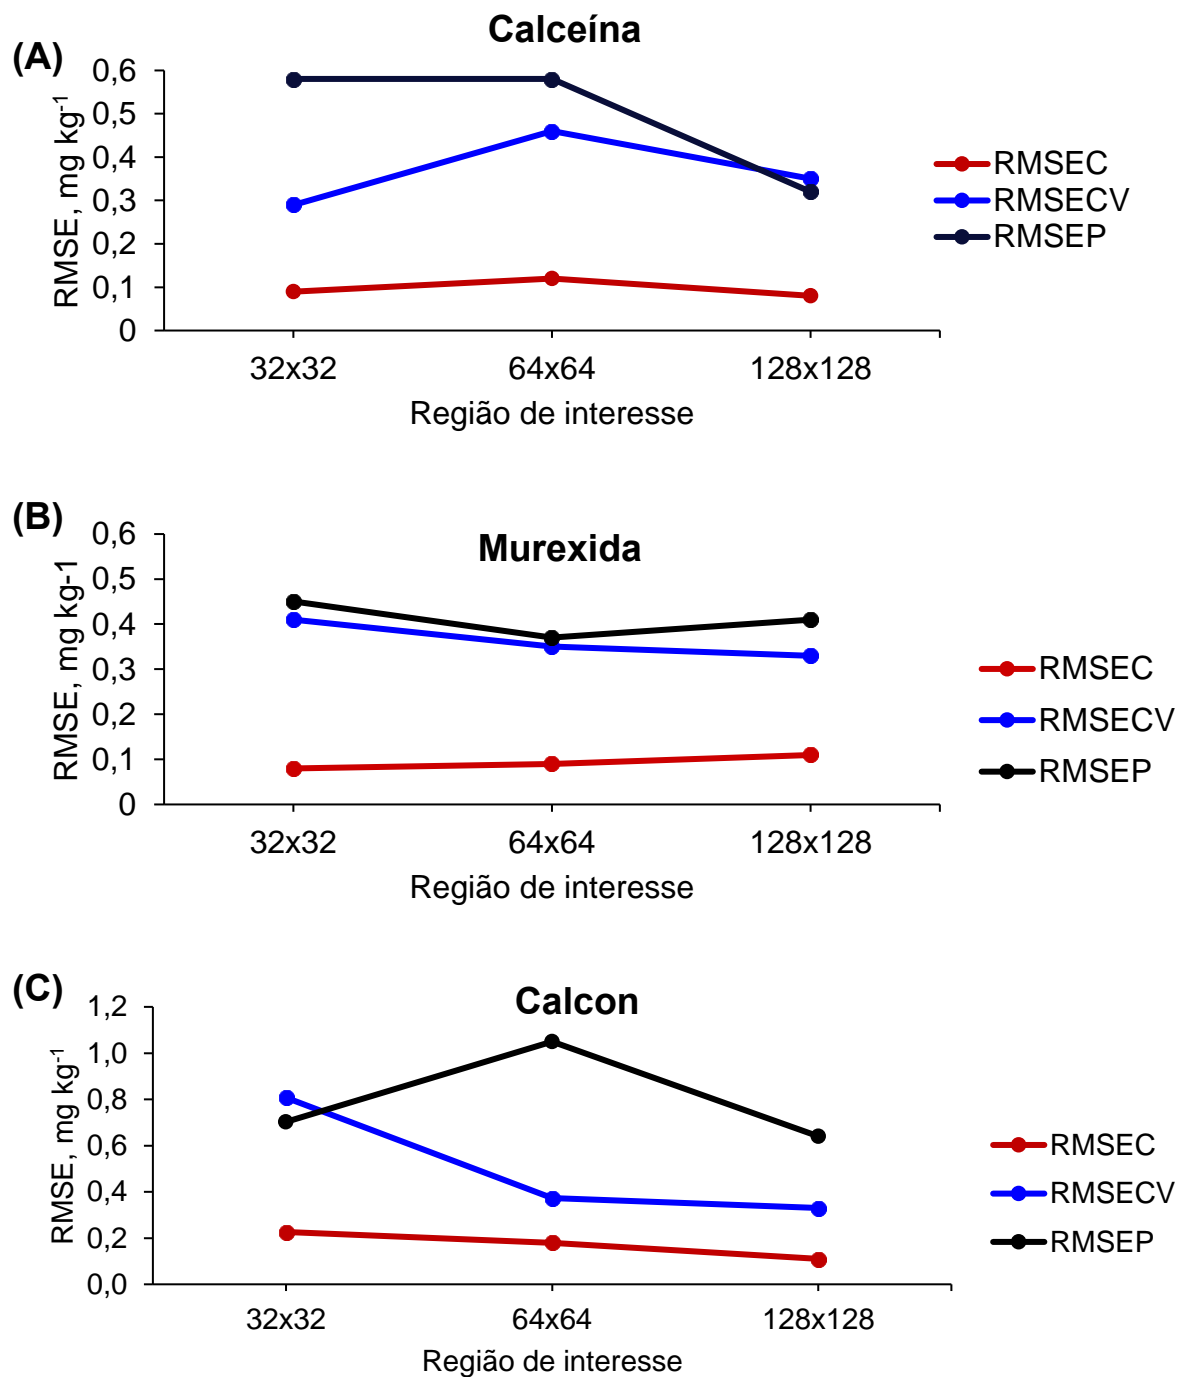 (A)
Calceína
RMSE, mg kg-1
0,6
0,5
0,4
0,3
0,2
0,1
0
32x32 64x64 128x128
Região de interesse
RMSEC
RMSECV
RMSEP
(B)
Murexida
RMSE, mg kg-1
0,6
0,5
0,4
0,3
0,2
0,1
0
32x32 64x64 128x128
Região de interesse
RMSEC
RMSECV
RMSEP
(C)
Calcon
RMSE, mg kg-1
1,2
1,0
0,8
0,6
0,4
0,2
0,0
32x32 64x64 128x128
Região de interesse
RMSEC
RMSECV
RMSEP